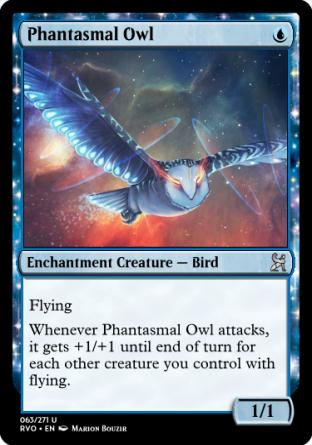 Phantasmal Owl
Enchantment Creature — Bird
Flying
Whenever Phantasmal Owl attacks,
it gets +1/+1 until end of turn for
each other creature you control with
flying.
1/1
063/271 U
RVO • EN Marion Bouzir